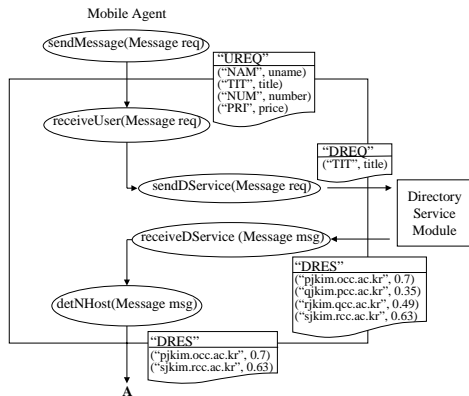 Mobile Agent
sendMessage(Message req)
“UREQ”
(“NAM”, uname)
(“TIT”, title)
(“NUM”, number)
(“PRI”, price)
receiveUser(Message req)
“DREQ”
(“TIT”, title)
sendDService(Message req)
Directory
Service
Module
receiveDService (Message msg)
“DRES”
(“pjkim.occ.ac.kr”, 0.7)
(“qjkim.pcc.ac.kr”, 0.35)
(“rjkim.qcc.ac.kr”, 0.49)
(“sjkim.rcc.ac.kr”, 0.63)
detNHost(Message msg)
“DRES”
(“pjkim.occ.ac.kr”, 0.7)
(“sjkim.rcc.ac.kr”, 0.63)
A